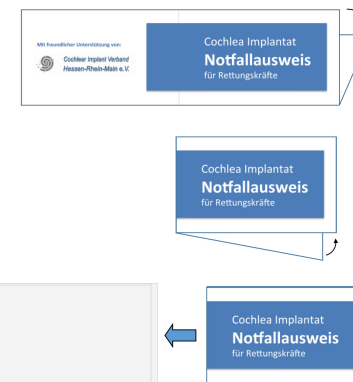 Mit freundlicher Unterstützung von:
Cochlear Implant Verband
Hessen-Rhein-Main e.V.
Cochlea Implantat
Notfallausweis
für Rettungskräfte
Cochlea Implantat
Notfallausweis
für Rettungskräfte
Cochlea Implantat
Notfallausweis
für Rettungskräfte